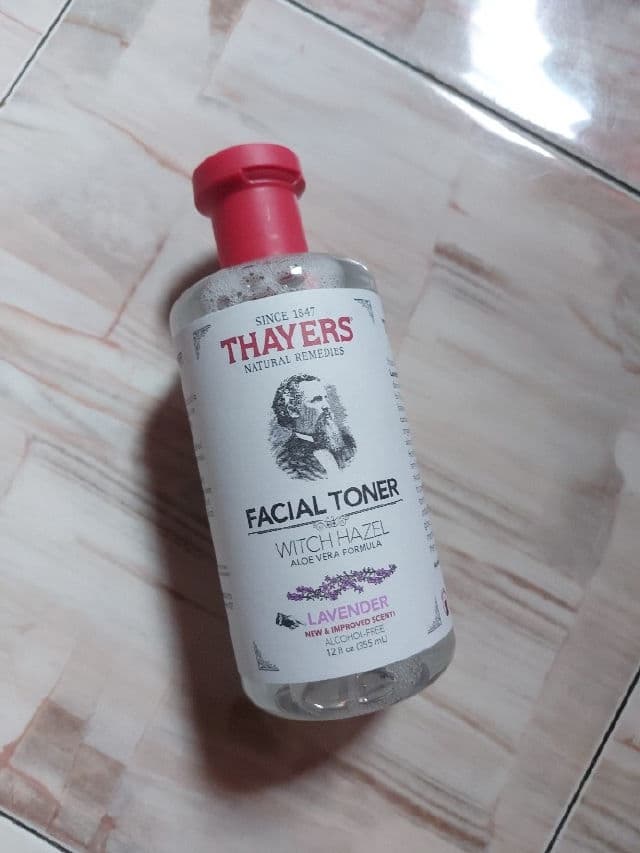 SINCE 1847
THAYERS®
NATURAL REMEDIES
FACIAL TONER
WITCH HAZEL
ALOE VERA FORMULA
LAVENDER
NEW & IMPROVED SCENT!
ALCOHOL-FREE
12 fl oz (355 mL)